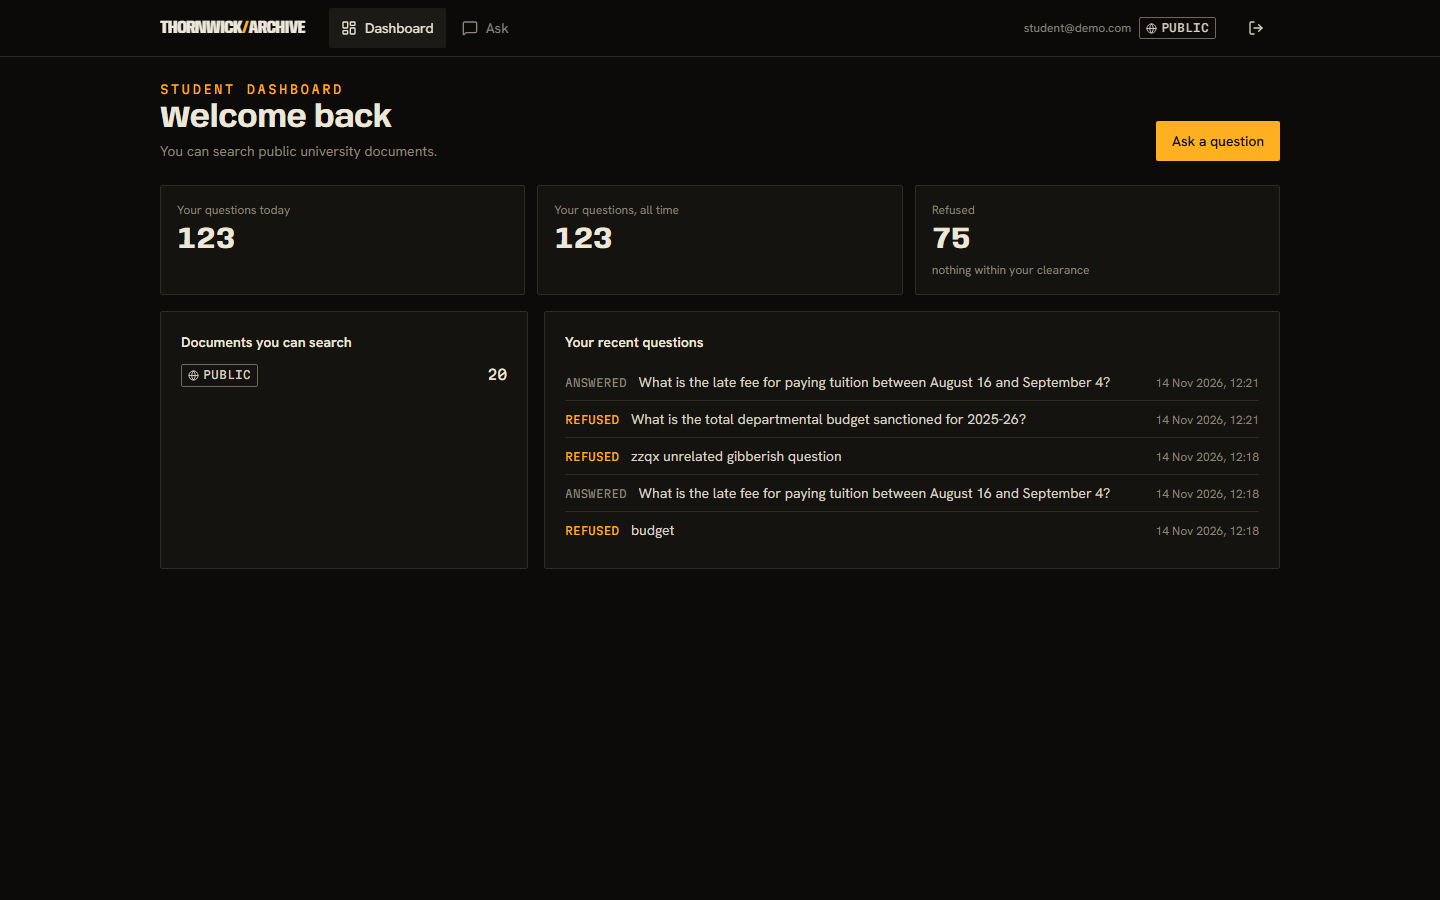 THORNWICK/ARCHIVE Dashboard Ask student@demo.com PUBLIC
STUDENT DASHBOARD
Welcome back
You can search public university documents.
Ask a question
Your questions today
123
Your questions, all time
123
Refused
75
nothing within your clearance
Documents you can search
PUBLIC 20
Your recent questions
ANSWERED What is the late fee for paying tuition between August 16 and September 4? 14 Nov 2026, 12:21
REFUSED What is the total departmental budget sanctioned for 2025-26? 14 Nov 2026, 12:21
REFUSED zzqx unrelated gibberish question 14 Nov 2026, 12:18
ANSWERED What is the late fee for paying tuition between August 16 and September 4? 14 Nov 2026, 12:18
REFUSED budget 14 Nov 2026, 12:18